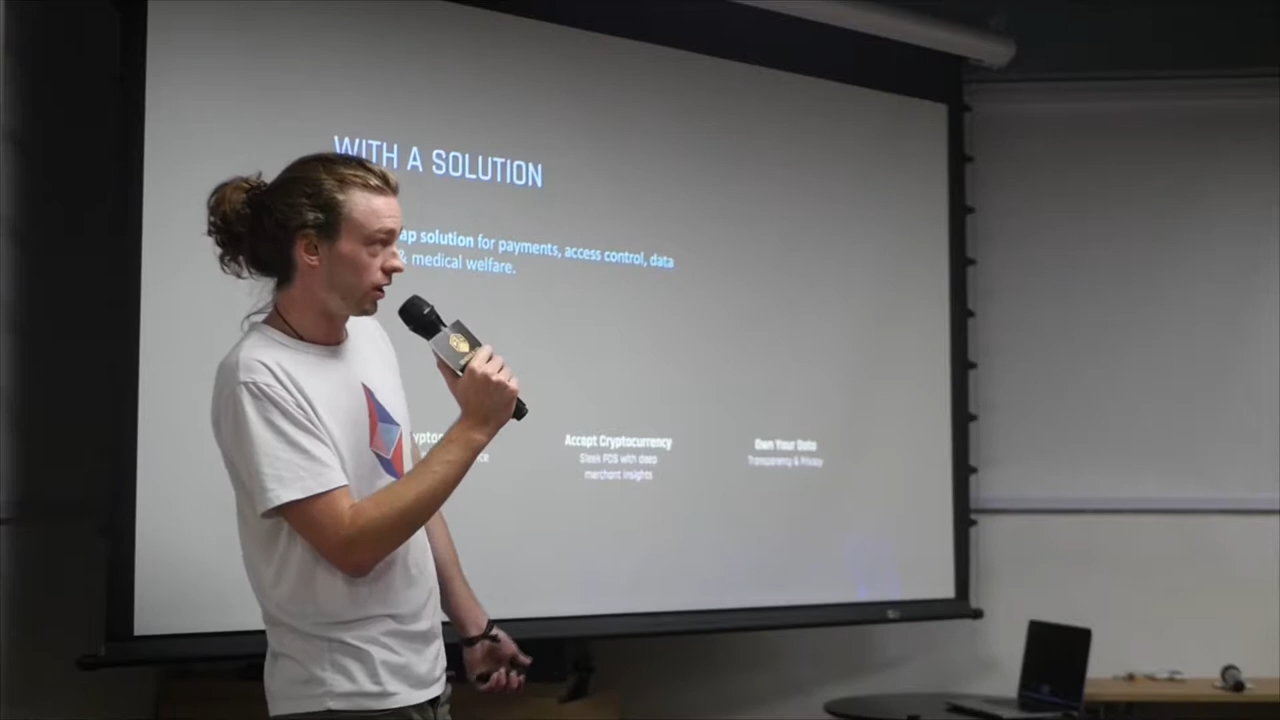 WITH A SOLUTION
ap solution for payments, access control, data
& medical welfare.
Accept Cryptocurrency
Sleek POS with deep
merchant insights
Own Your Data
Transparency & Privacy